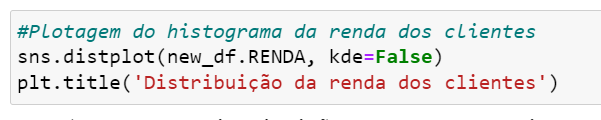 #Plotagem do histograma da renda dos clientes
sns.distplot(new_df.RENDA, kde=False)
plt.title('Distribuição da renda dos clientes')